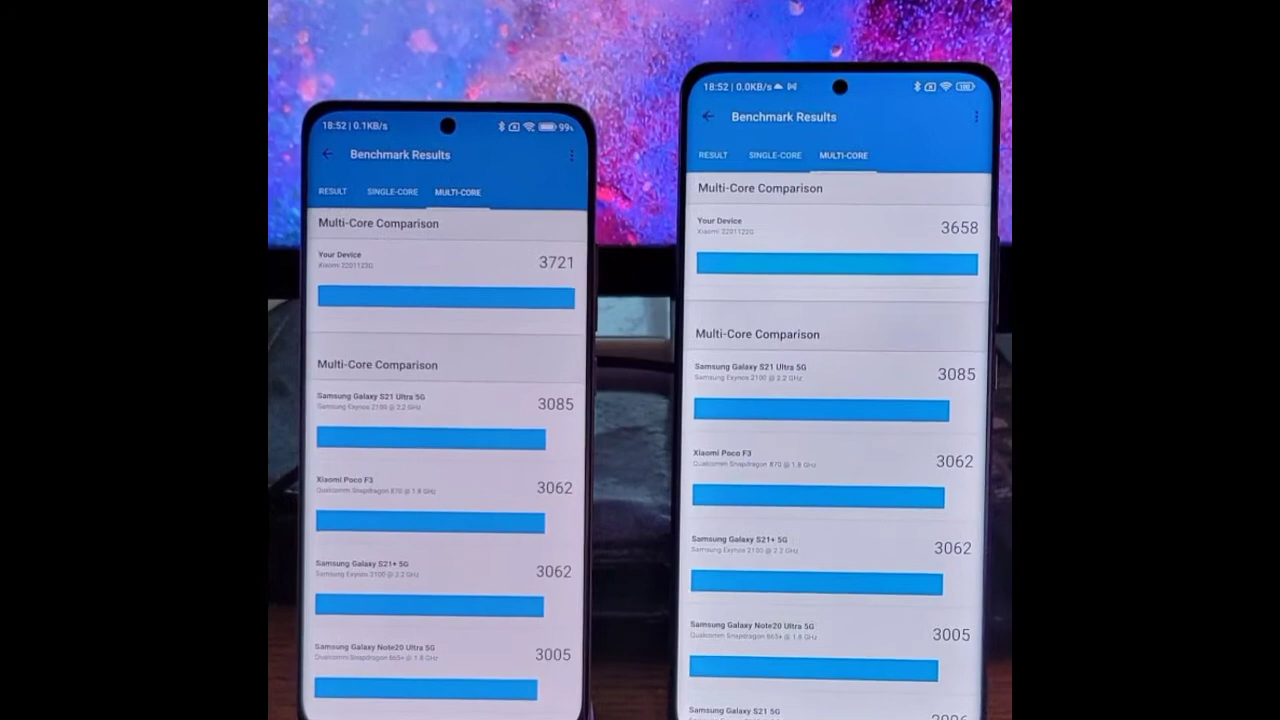 18:52 | 0.1KB/s
99%
Benchmark Results
RESULT
SINGLE-CORE
MULTI-CORE
Multi-Core Comparison
Your Device
Xiaomi 2201123G
3721
Multi-Core Comparison
Samsung Galaxy S21 Ultra 5G
Samsung Exynos 2100 @ 2.2 GHz
3085
Xiaomi Poco F3
Qualcomm Snapdragon 870 @ 1.8 GHz
3062
Samsung Galaxy S21+ 5G
Samsung Exynos 2100 @ 2.2 GHz
3062
Samsung Galaxy Note20 Ultra 5G
Qualcomm Snapdragon 865+ @ 1.8 GHz
3005
18:52 | 0.0KB/s
100
Benchmark Results
RESULT
SINGLE-CORE
MULTI-CORE
Multi-Core Comparison
Your Device
Xiaomi 2201122G
3658
Multi-Core Comparison
Samsung Galaxy S21 Ultra 5G
Samsung Exynos 2100 @ 2.2 GHz
3085
Xiaomi Poco F3
Qualcomm Snapdragon 870 @ 1.8 GHz
3062
Samsung Galaxy S21+ 5G
Samsung Exynos 2100 @ 2.2 GHz
3062
Samsung Galaxy Note20 Ultra 5G
Qualcomm Snapdragon 865+ @ 1.8 GHz
3005
Samsung Galaxy S21 5G